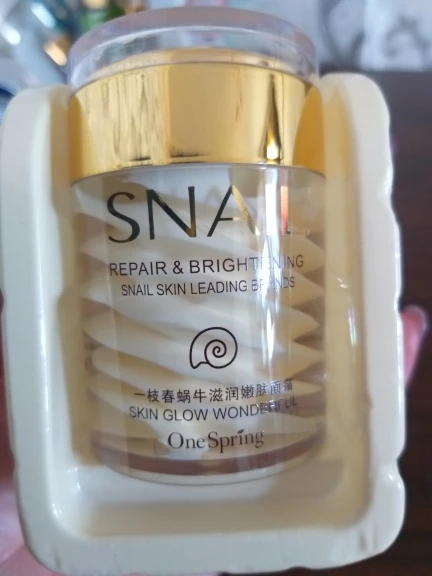 SNAIL
REPAIR & BRIGHTENING
SNAIL SKIN LEADING BRANDS
一枝春蜗牛滋润嫩肤面霜
SKIN GLOW WONDERFUL
OneSpring